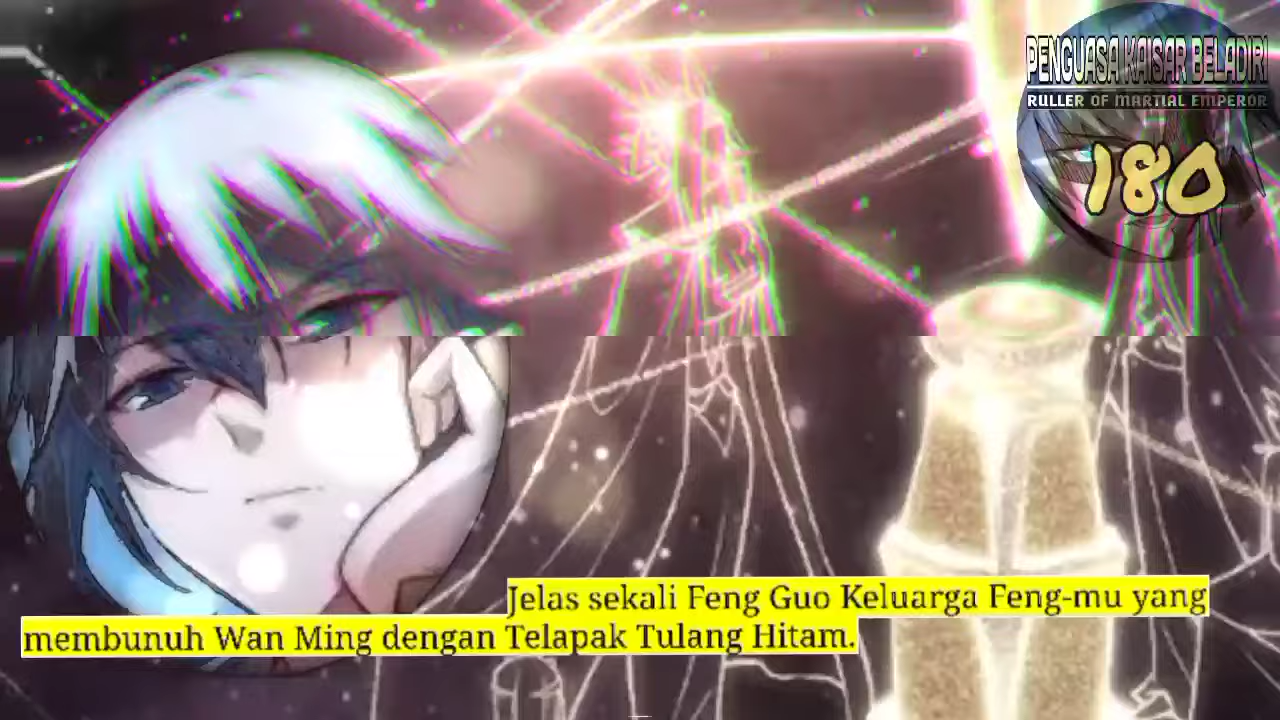 PENGUASA KAISAR BELADIRI
RULLER OF MARTIAL EMPEROR
180
Jelas sekali Feng Guo Keluarga Feng-mu yang
membunuh Wan Ming dengan Telapak Tulang Hitam.